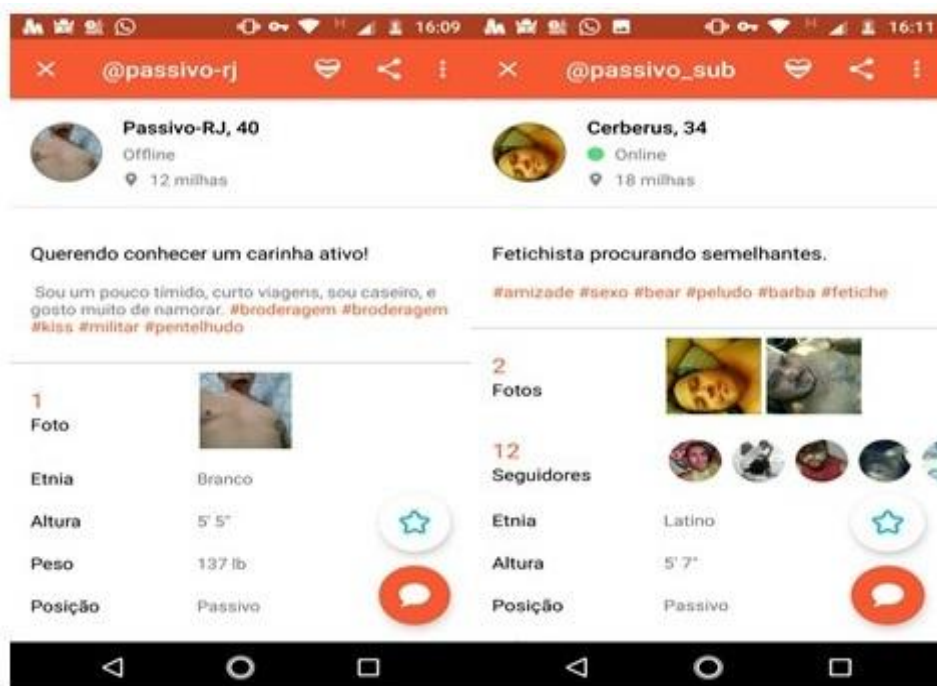 16:09
@passivo-rj
Passivo-RJ, 40
Offline
12 milhas
Querendo conhecer um carinha ativo!
Sou um pouco tímido, curto viagens, sou caseiro, e
gosto muito de namorar. #broderagem #broderagem
#kiss #militar #pentelhudo
1
Foto
Etnia Branco
Altura 5' 5"
Peso 137 lb
Posição Passivo
16:11
@passivo_sub
Cerberus, 34
Online
18 milhas
Fetichista procurando semelhantes.
#amizade #sexo #bear #peludo #barba #fetiche
2
Fotos
12
Seguidores
Etnia Latino
Altura 5' 7"
Posição Passivo